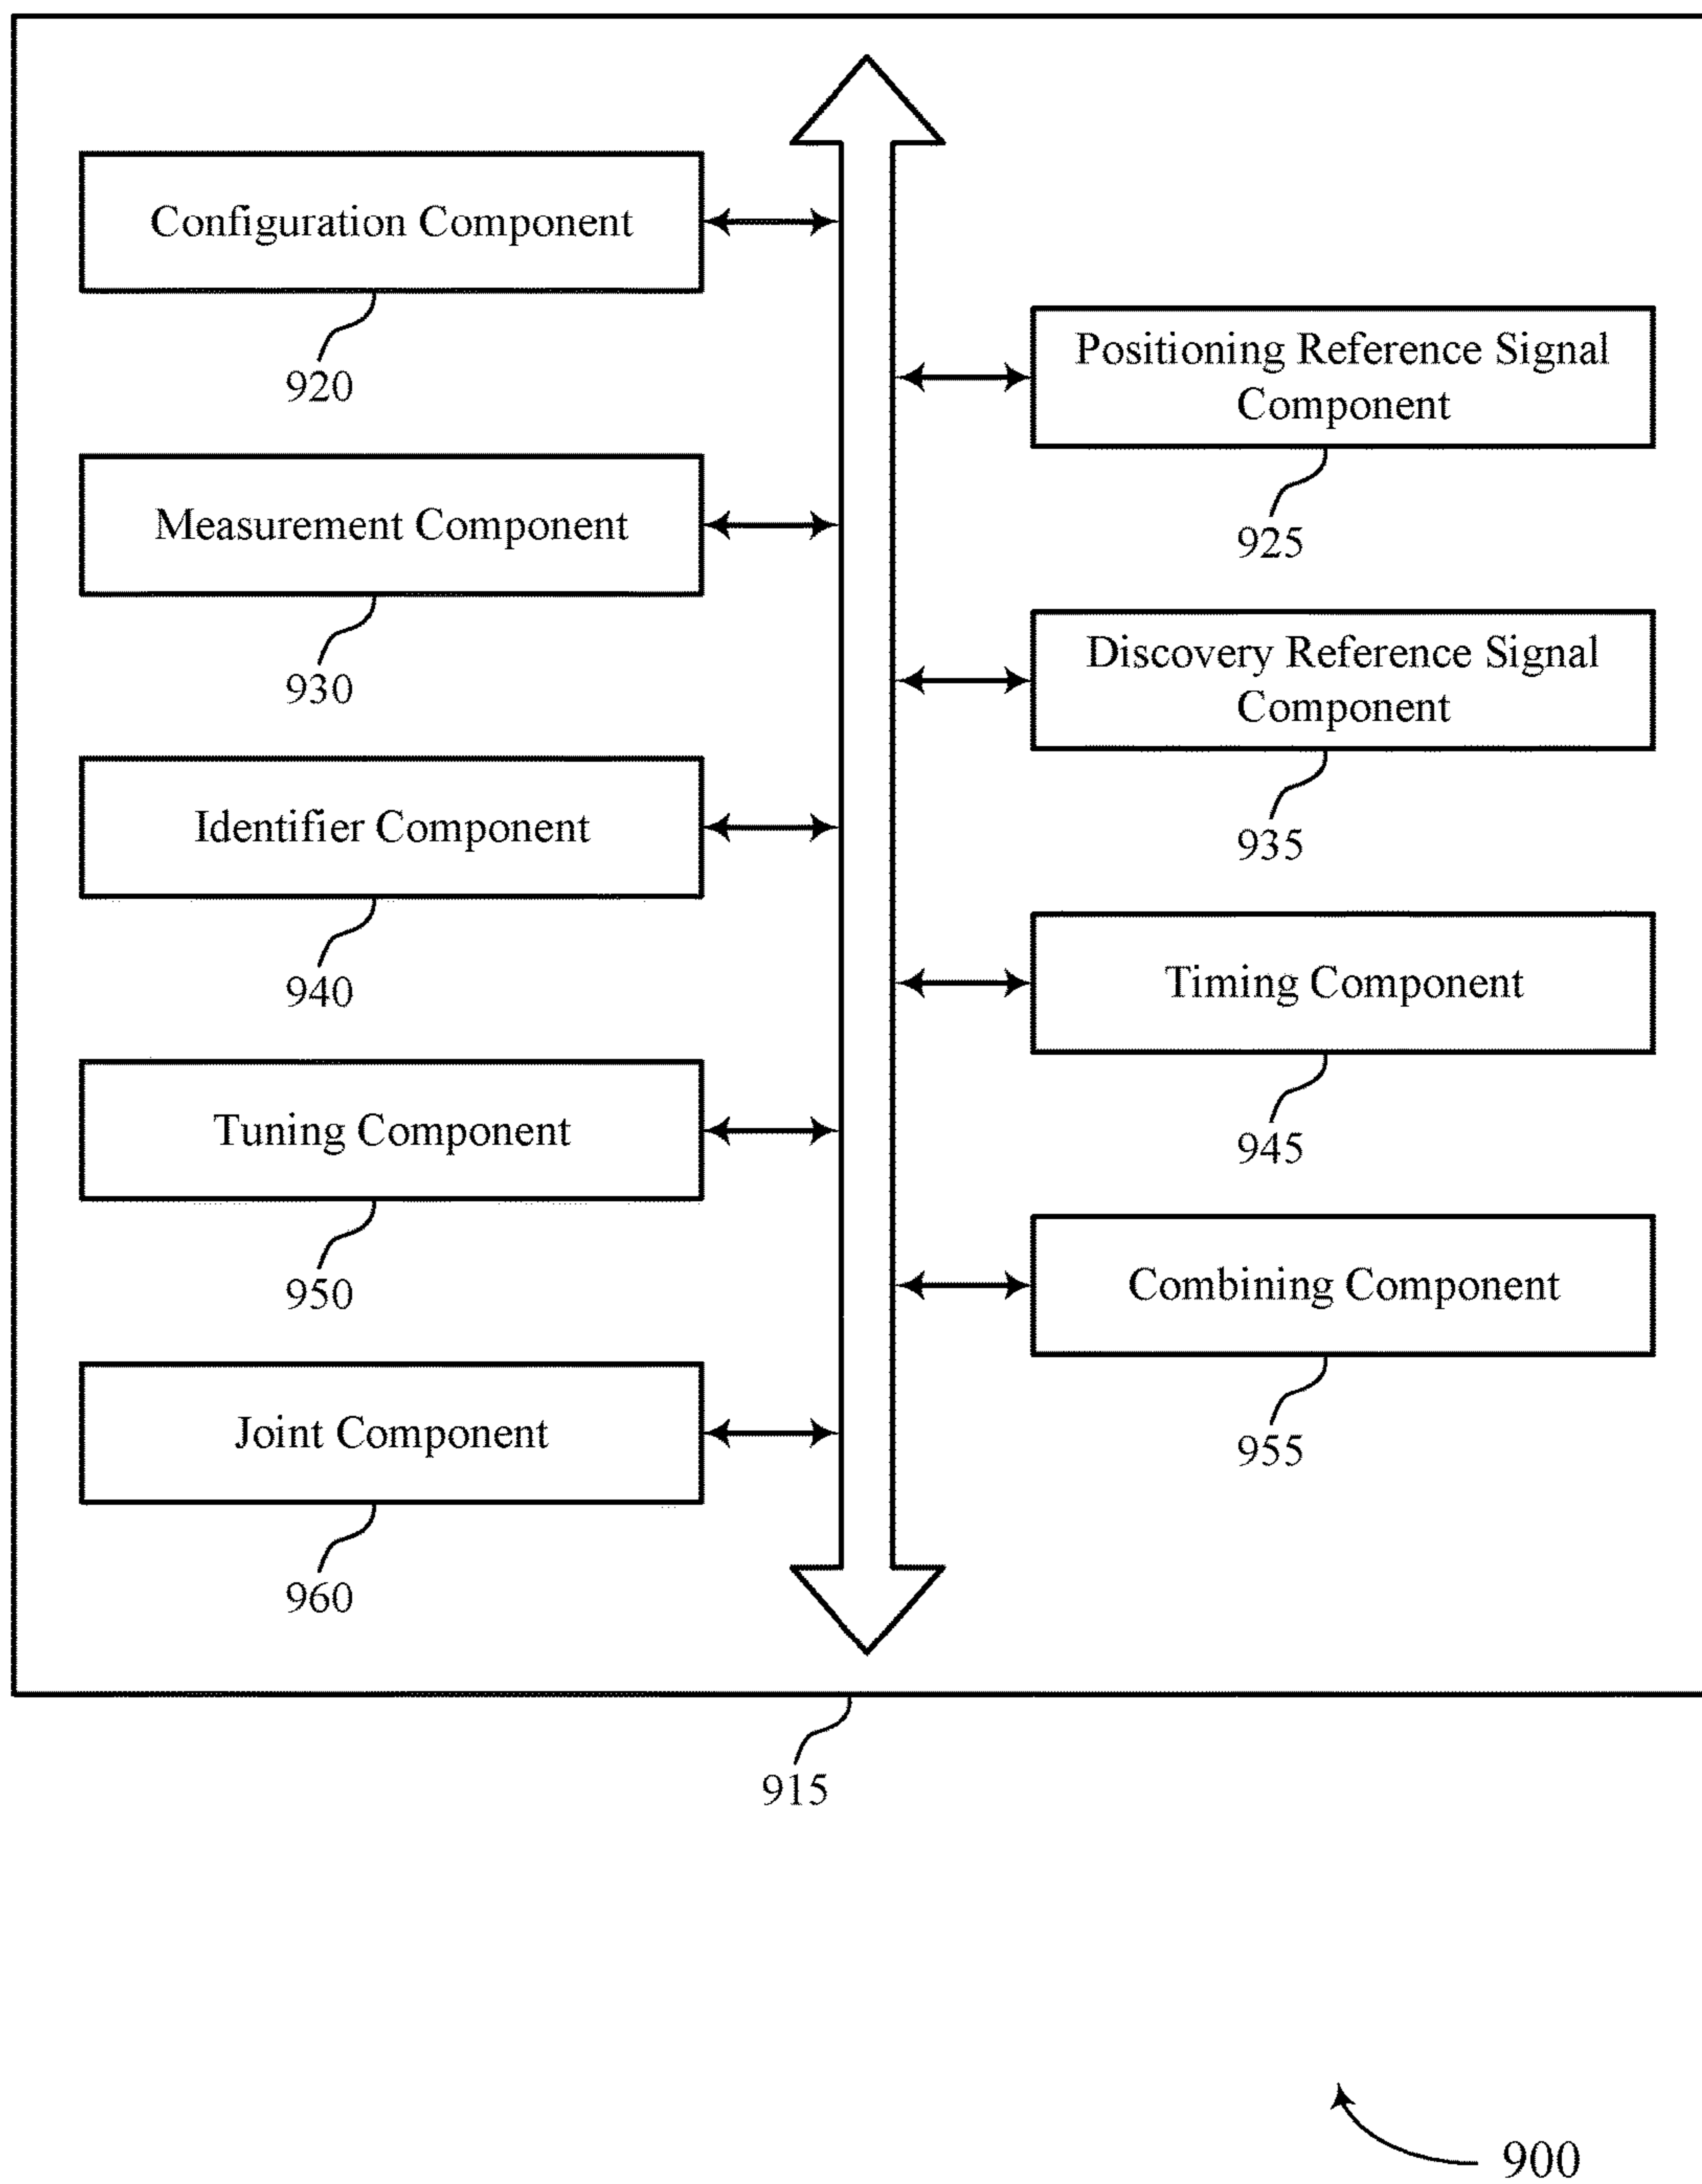 Configuration Component
920
Positioning Reference Signal
Component
925
Measurement Component
930
Discovery Reference Signal
Component
935
Identifier Component
940
Timing Component
945
Tuning Component
950
Combining Component
955
Joint Component
960
915
900